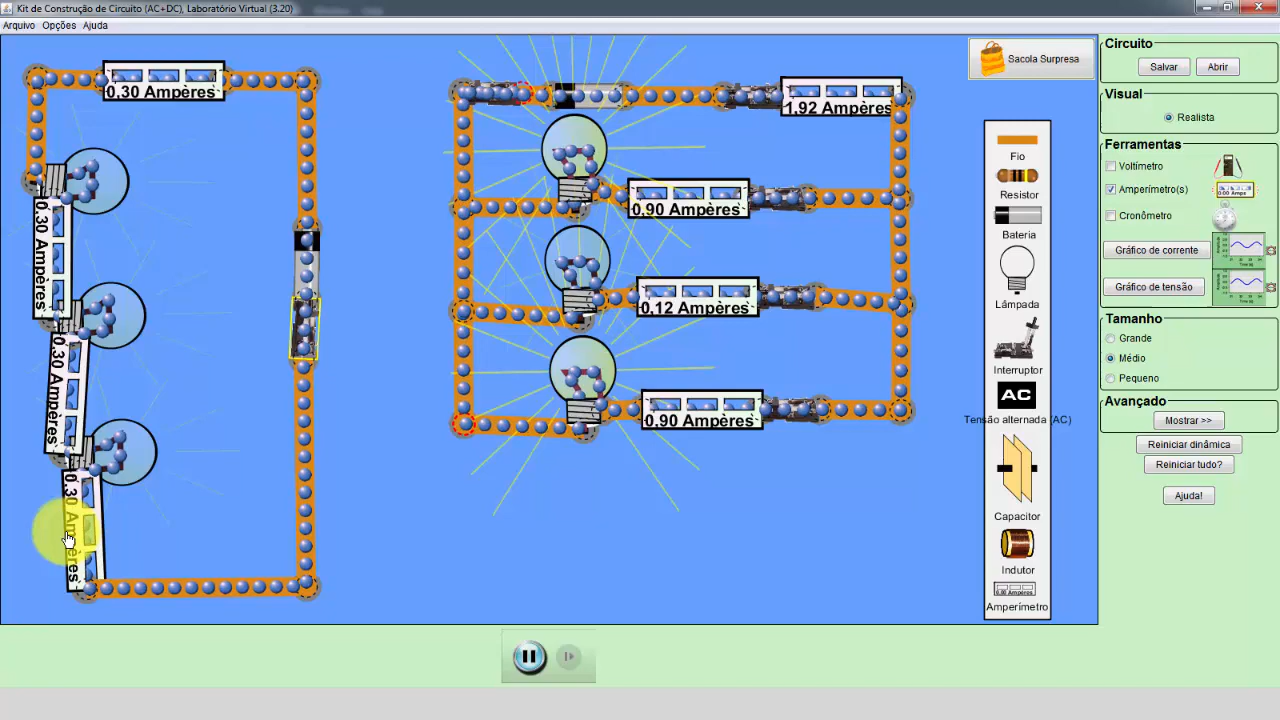 Kit de Construção de Circuito (AC+DC), Laboratório Virtual (3.20)
Arquivo Opções Ajuda
0,30 Ampères
0,30 Ampères
0,30 Ampères
0,30 Ampères
1,92 Ampères
0,90 Ampères
0,12 Ampères
0,90 Ampères
Sacola Surpresa
Fio
Resistor
Bateria
Lâmpada
Interruptor
AC
Tensão alternada (AC)
Capacitor
Indutor
Amperímetro
Circuito
Salvar Abrir
Visual
Realista
Ferramentas
Voltímetro
Amperímetro(s)
Cronômetro
Gráfico de corrente
Gráfico de tensão
Tamanho
Grande
Médio
Pequeno
Avançado
Mostrar >>
Reiniciar dinâmica
Reiniciar tudo?
Ajuda!